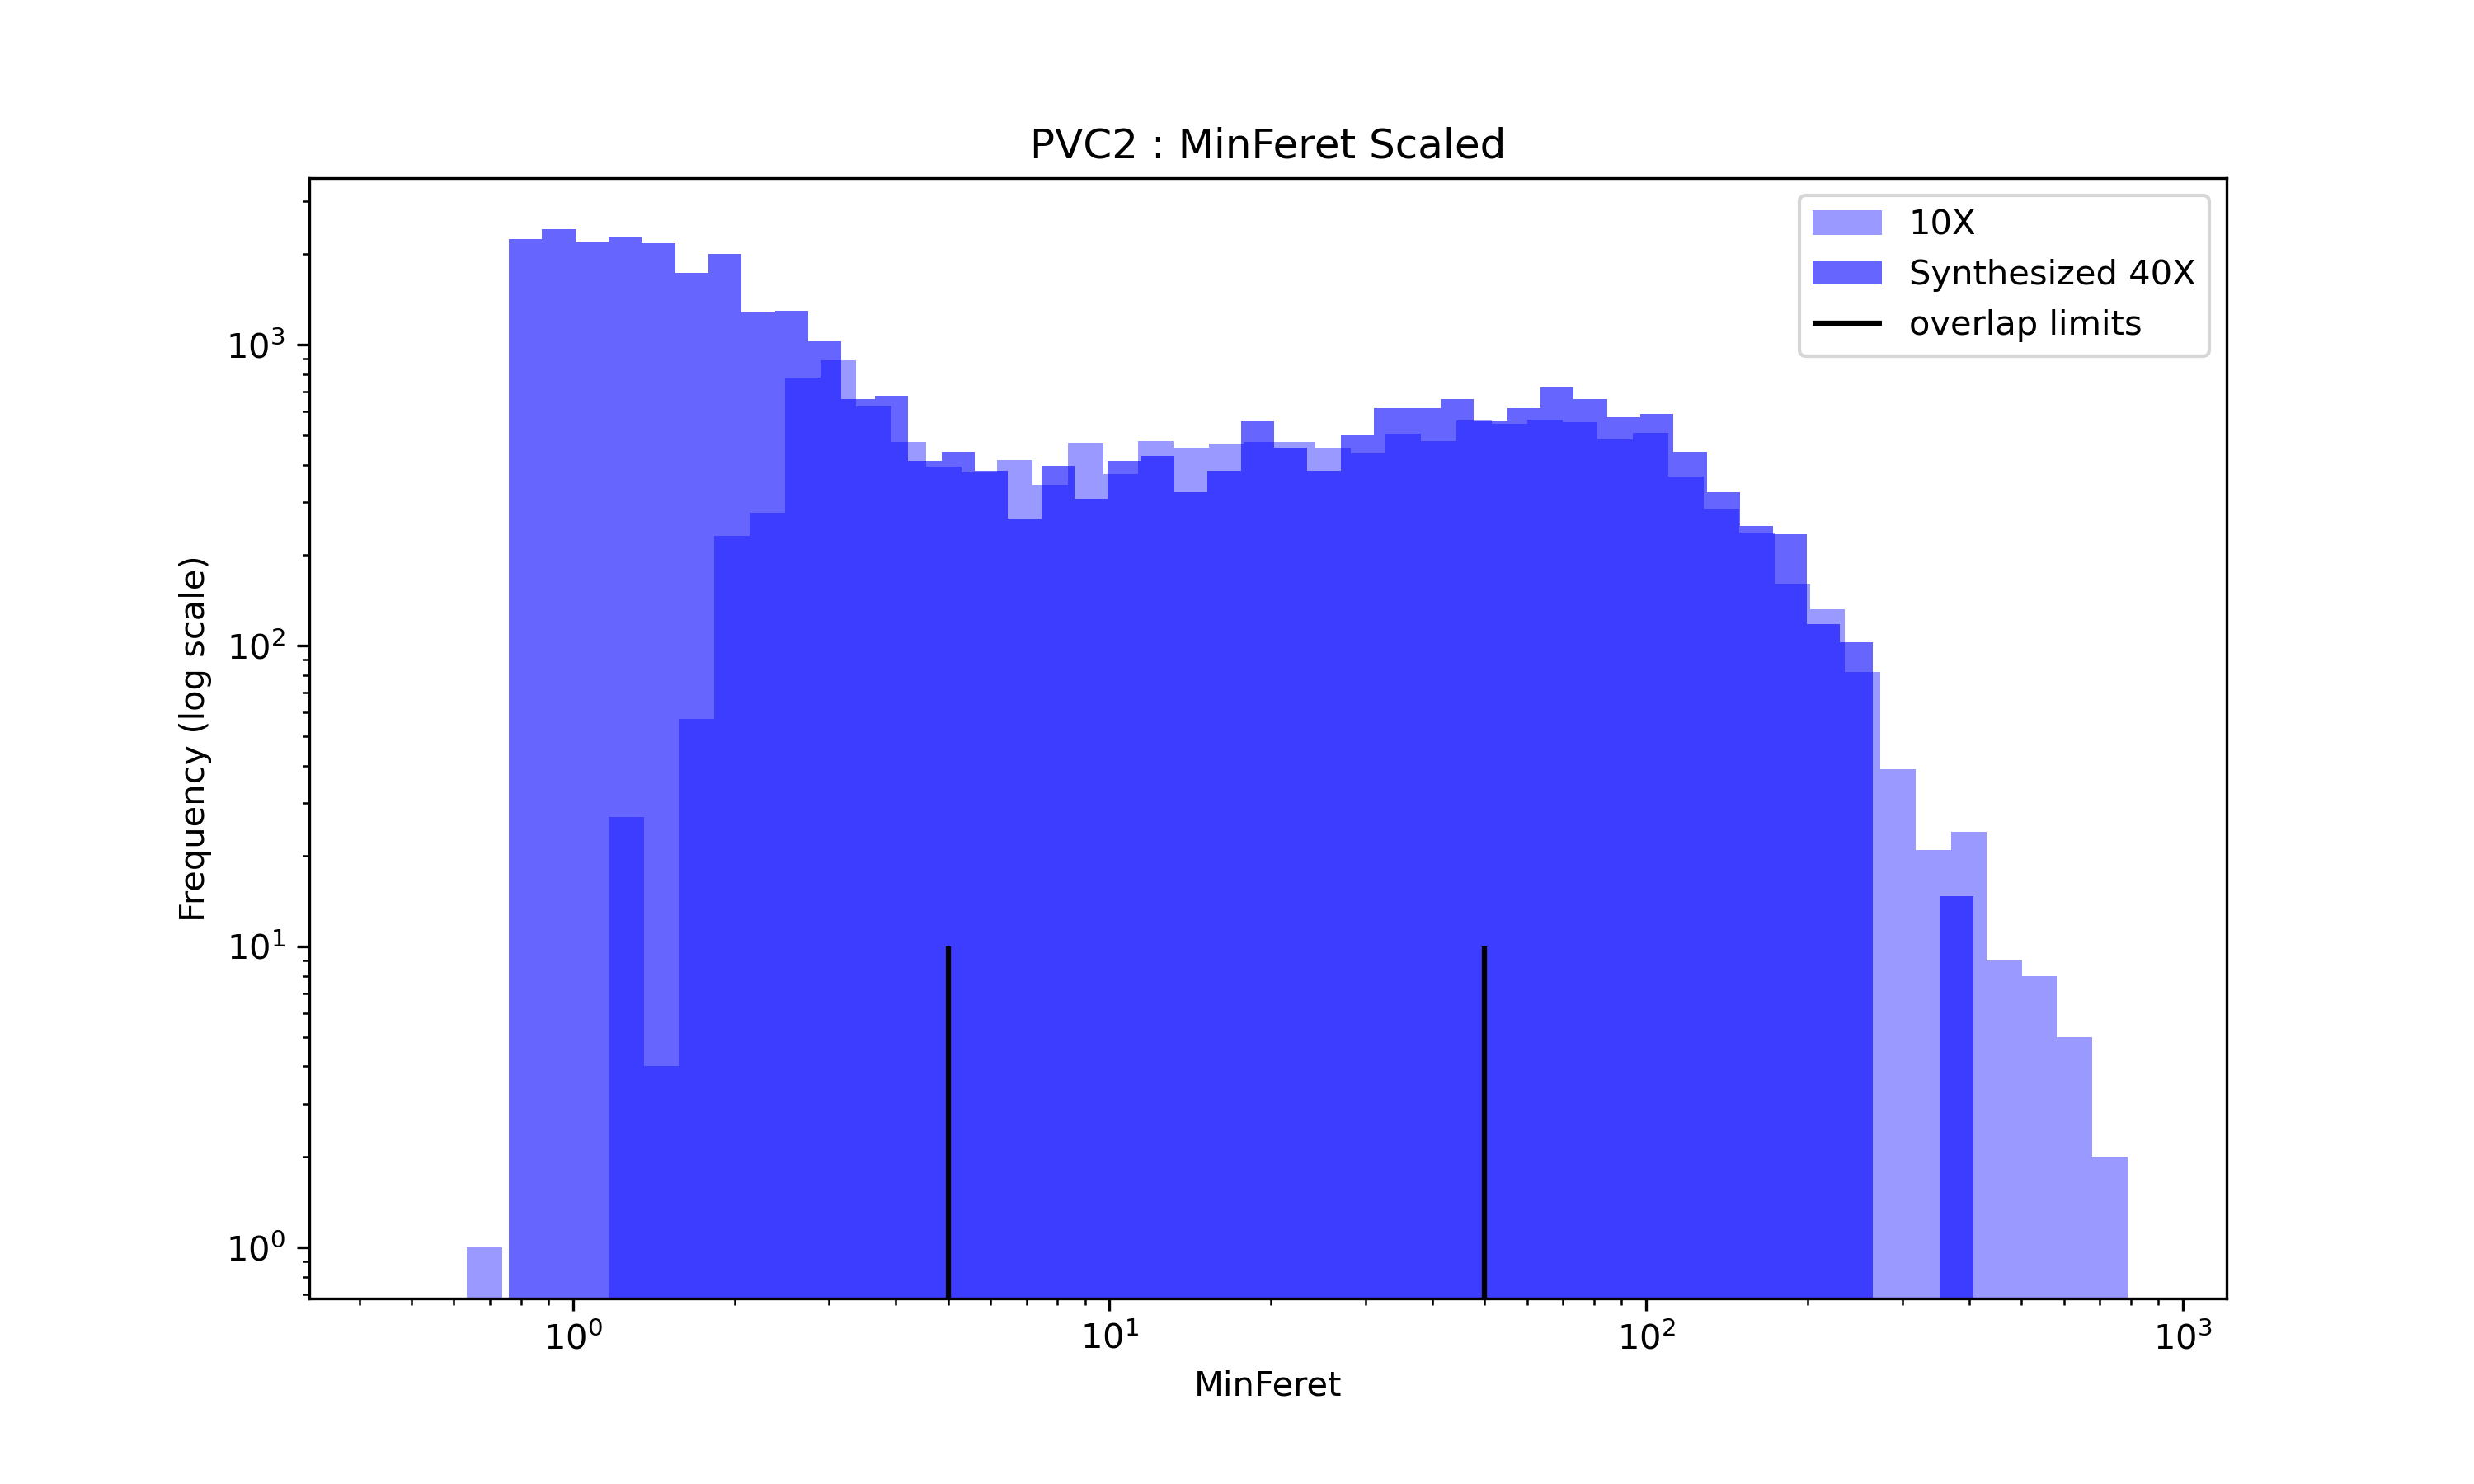 PVC2 : MinFeret Scaled
10X
Synthesized 40X
overlap limits
Frequency (log scale)
10³
10²
10¹
10⁰
10⁰ 10¹ 10² 10³
MinFeret